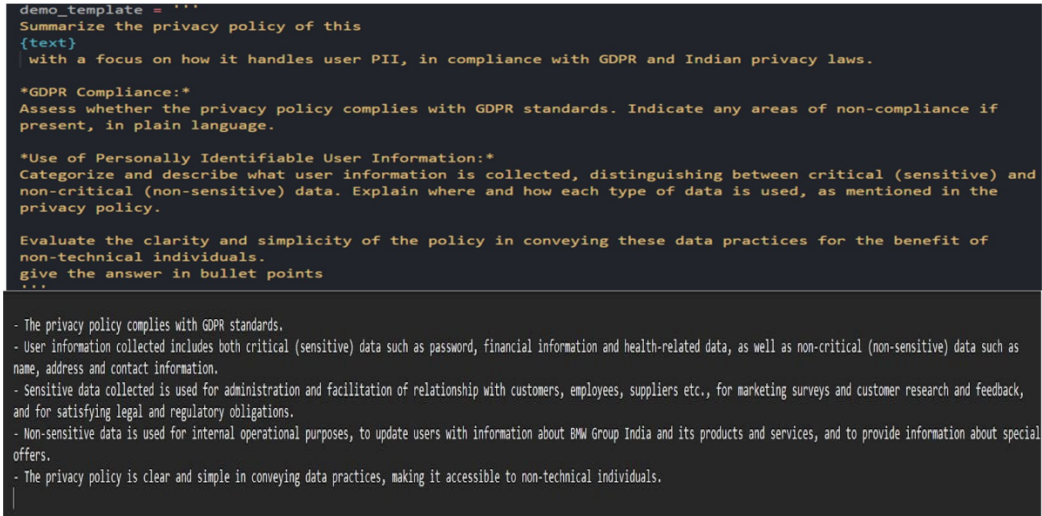 demo_template = '''
Summarize the privacy policy of this
{text}
with a focus on how it handles user PII, in compliance with GDPR and Indian privacy laws.
*GDPR Compliance:*
Assess whether the privacy policy complies with GDPR standards. Indicate any areas of non-compliance if
present, in plain language.
*Use of Personally Identifiable User Information:*
Categorize and describe what user information is collected, distinguishing between critical (sensitive) and
non-critical (non-sensitive) data. Explain where and how each type of data is used, as mentioned in the
privacy policy.
Evaluate the clarity and simplicity of the policy in conveying these data practices for the benefit of
non-technical individuals.
give the answer in bullet points
'''
- The privacy policy complies with GDPR standards.
- User information collected includes both critical (sensitive) data such as password, financial information and health-related data, as well as non-critical (non-sensitive) data such as
name, address and contact information.
- Sensitive data collected is used for administration and facilitation of relationship with customers, employees, suppliers etc., for marketing surveys and customer research and feedback,
and for satisfying legal and regulatory obligations.
- Non-sensitive data is used for internal operational purposes, to update users with information about BMW Group India and its products and services, and to provide information about special
offers.
- The privacy policy is clear and simple in conveying data practices, making it accessible to non-technical individuals.